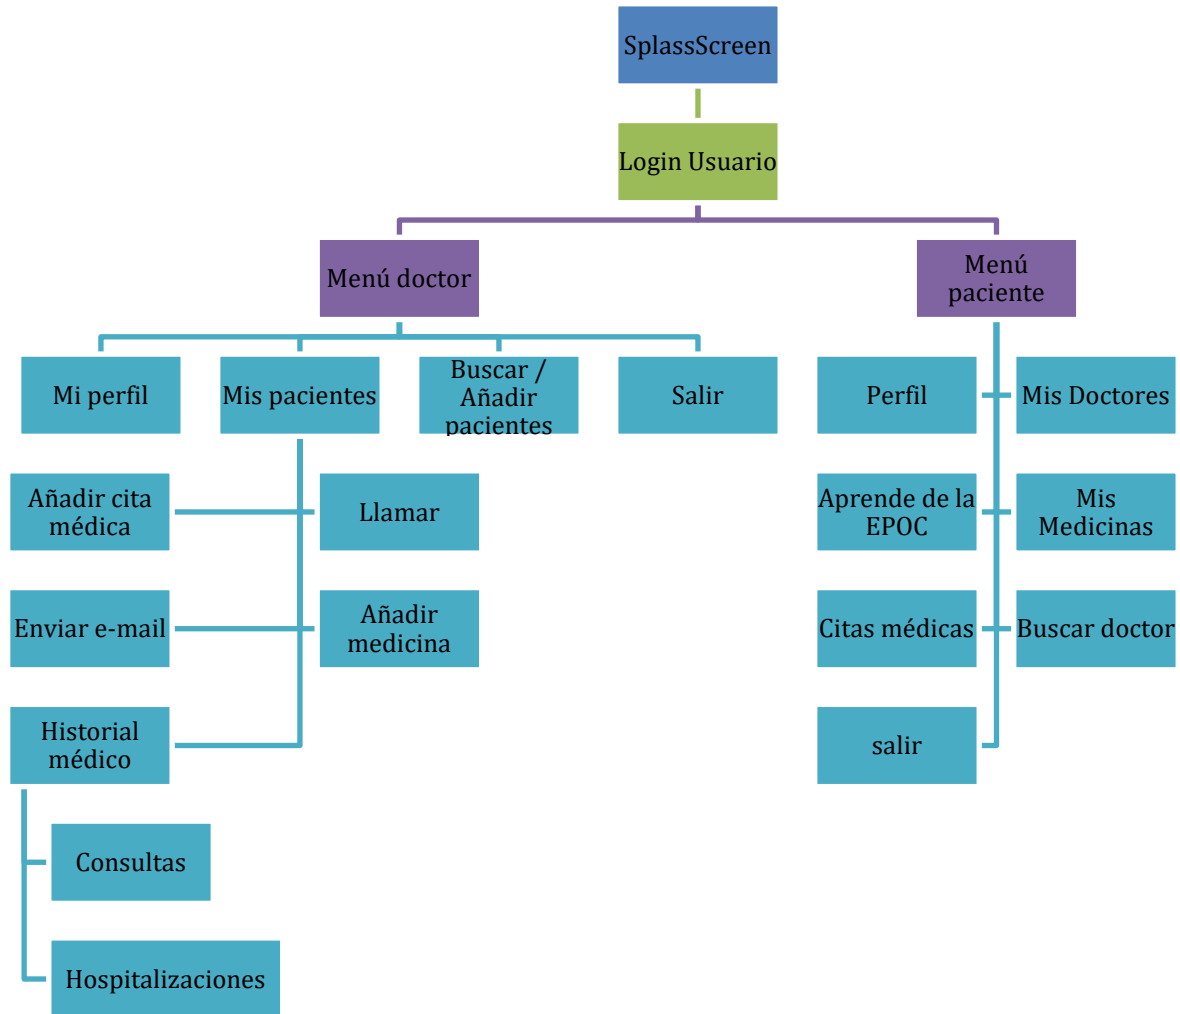 SplassScreen
Login Usuario
Menú doctor
Menú
paciente
Mi perfil
Mis pacientes
Buscar /
Añadir
pacientes
Salir
Perfil
Mis Doctores
Añadir cita
médica
Llamar
Aprende de la
EPOC
Mis
Medicinas
Enviar e-mail
Añadir
medicina
Citas médicas
Buscar doctor
Historial
médico
salir
Consultas
Hospitalizaciones